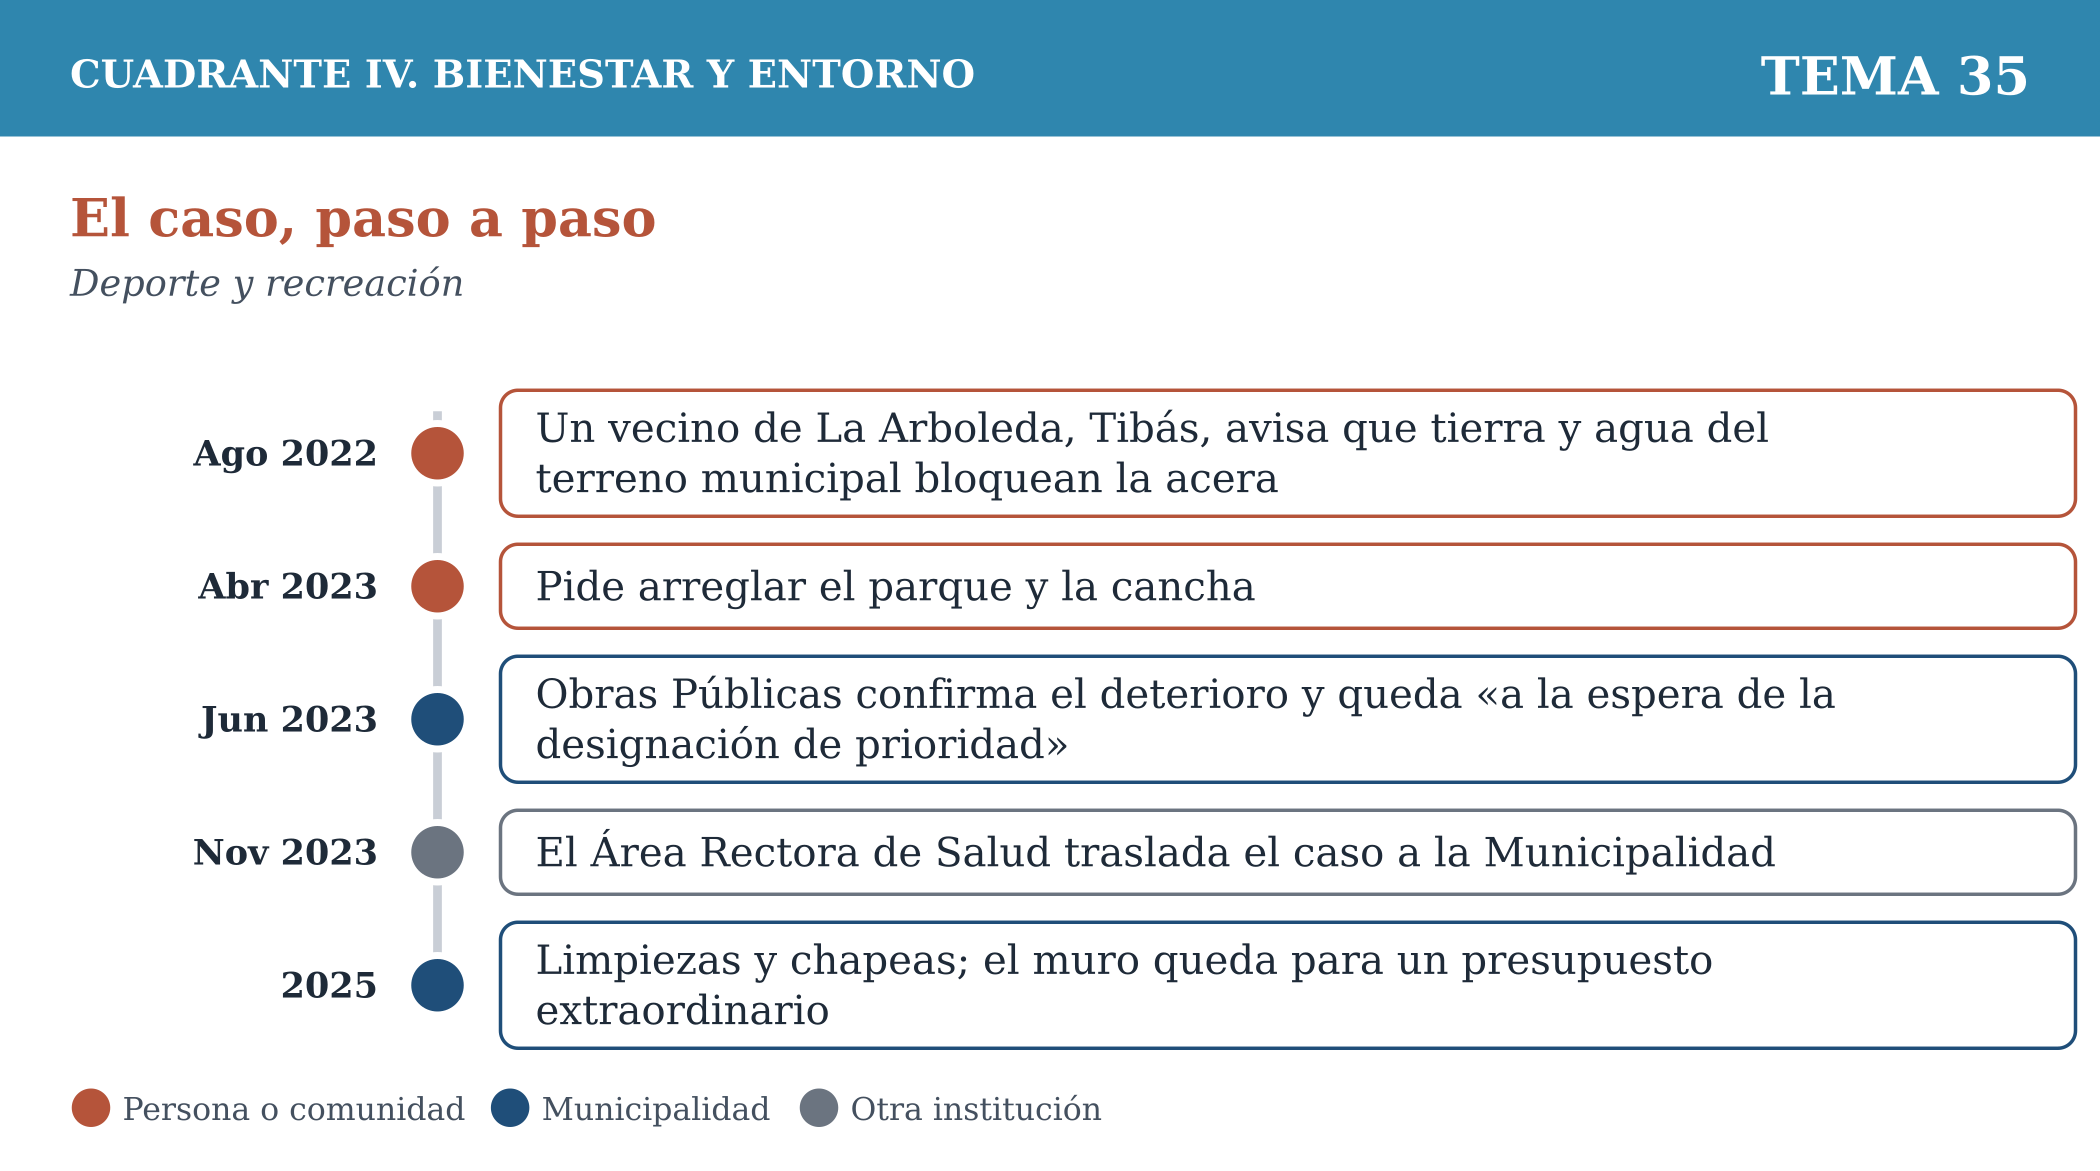 CUADRANTE IV. BIENESTAR Y ENTORNO
TEMA 35
El caso, paso a paso
Deporte y recreación
Ago 2022
Un vecino de La Arboleda, Tibás, avisa que tierra y agua del
terreno municipal bloquean la acera
Abr 2023
Pide arreglar el parque y la cancha
Jun 2023
Obras Públicas confirma el deterioro y queda «a la espera de la
designación de prioridad»
Nov 2023
El Área Rectora de Salud traslada el caso a la Municipalidad
2025
Limpiezas y chapeas; el muro queda para un presupuesto
extraordinario
Persona o comunidad
Municipalidad
Otra institución